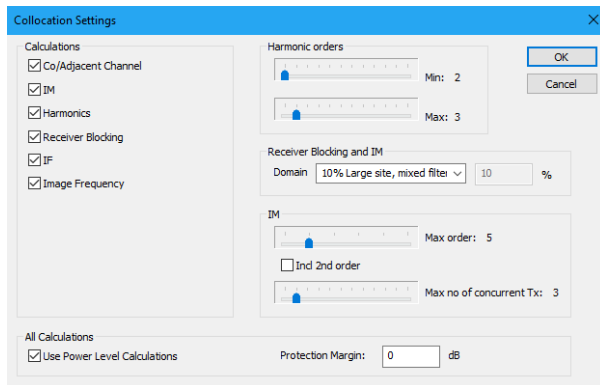 Collocation Settings
Calculations
Co/Adjacent Channel
IM
Harmonics
Receiver Blocking
IF
Image Frequency
Harmonic orders
Min: 2
Max: 3
OK
Cancel
Receiver Blocking and IM
Domain 10% Large site, mixed filter 10 %
IM
Max order: 5
Incl 2nd order
Max no of concurrent Tx: 3
All Calculations
Use Power Level Calculations
Protection Margin: 0 dB